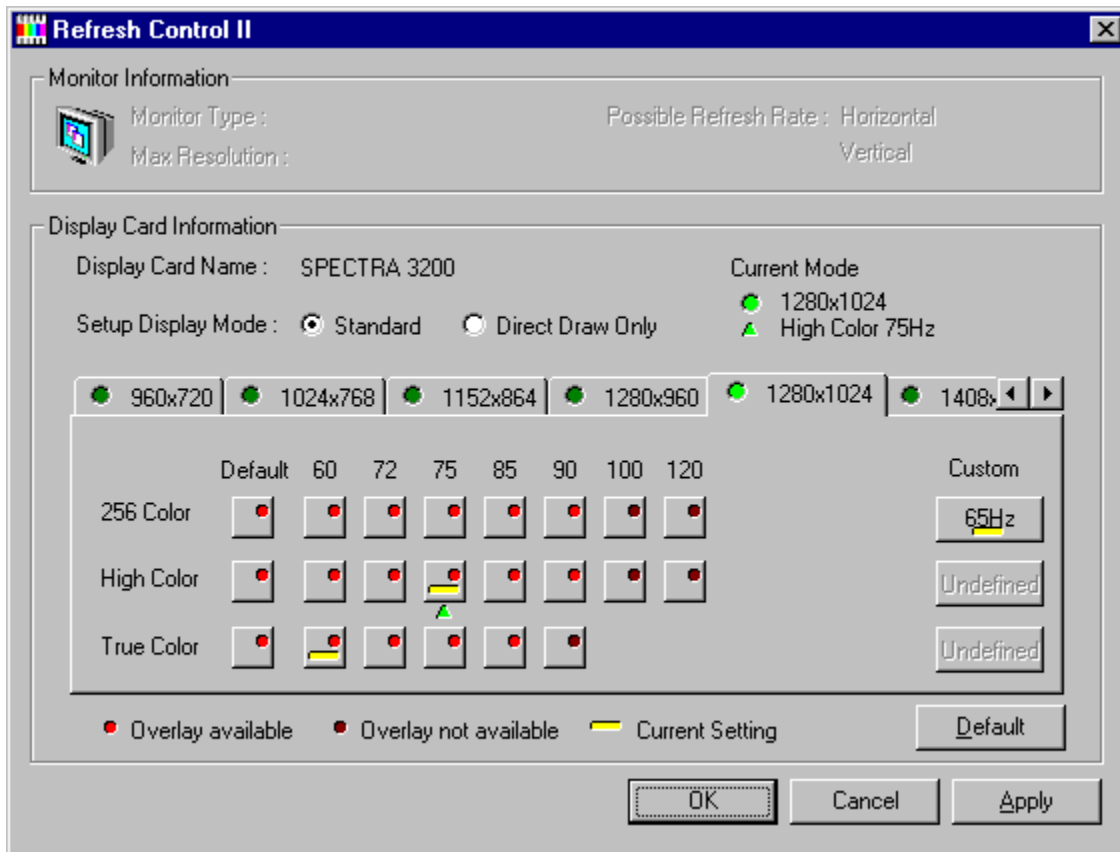 Refresh Control II
Monitor Information
Monitor Type :
Possible Refresh Rate : Horizontal
Max Resolution :
Vertical
Display Card Information
Display Card Name : SPECTRA 3200
Current Mode
1280x1024
Setup Display Mode : Standard Direct Draw Only
High Color 75Hz
960x720 1024x768 1152x864 1280x960 1280x1024 1408x
Default 60 72 75 85 90 100 120 Custom
256 Color 65Hz
High Color Undefined
True Color Undefined
Overlay available Overlay not available Current Setting Default
OK Cancel Apply